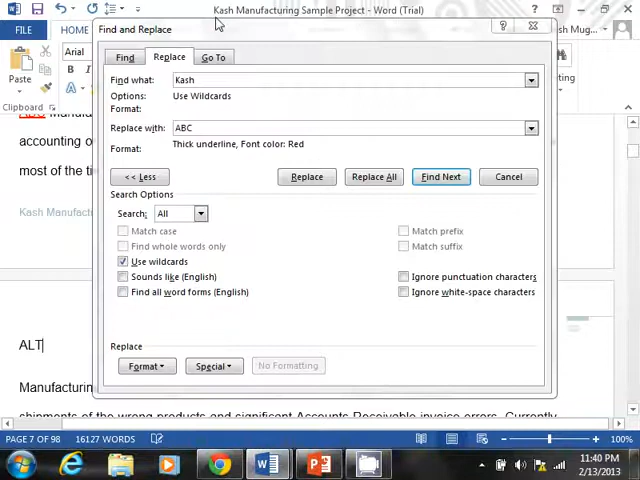 Kash Manufacturing Sample Project - Word (Trial)
FILE
HOME
sh Mug...
Find and Replace
Find
Replace
Go To
Paste
Clipboard
Arial
B
I
A
Find what:
Kash
Options:
Use Wildcards
Format:
Replace with:
ABC
Format:
Thick underline, Font color: Red
<< Less
Replace
Replace All
Find Next
Cancel
Search Options
Search:
All
Match case
Find whole words only
Use wildcards
Sounds like (English)
Find all word forms (English)
Match prefix
Match suffix
Ignore punctuation characters
Ignore white-space characters
Replace
Format
Special
No Formatting
accounting o
most of the ti
Kash Manufact
ALT
Manufacturin
shipments of the wrong products and significant Accounts Receivable invoice errors. Currently
PAGE 7 OF 98
16127 WORDS
100%
11:40 PM
2/13/2013